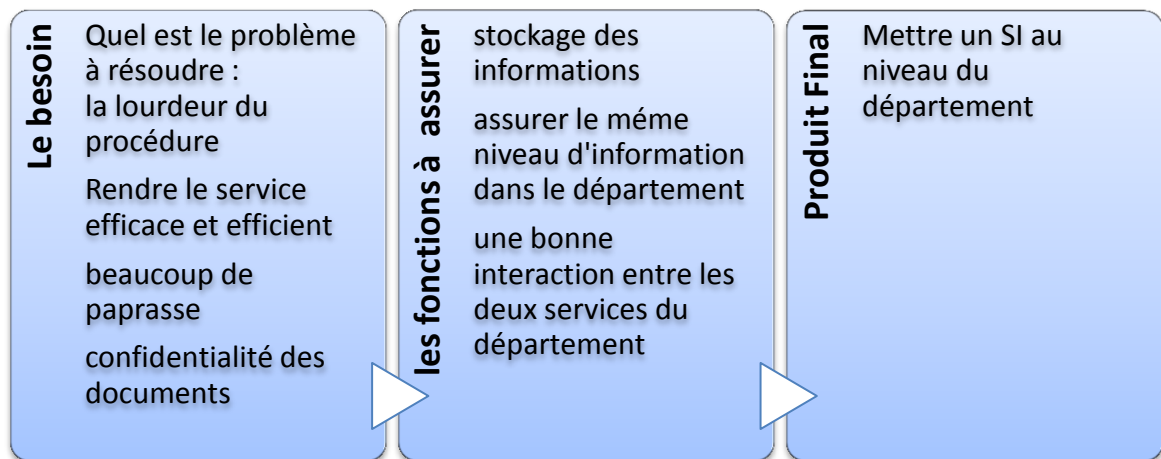 Le besoin
Quel est le problème
à résoudre :
la lourdeur du
procédure
Rendre le service
efficace et efficient
beaucoup de
paprasse
confidentialité des
documents
les fonctions à assurer
stockage des
informations
assurer le méme
niveau d'information
dans le département
une bonne
interaction entre les
deux services du
département
Produit Final
Mettre un SI au
niveau du
département